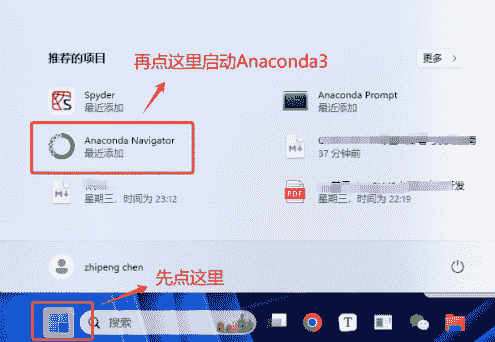 推荐的项目
再点这里启动Anaconda3
更多 >
Spyder
最近添加
Anaconda Prompt
最近添加
Anaconda Navigator
最近添加
37 分钟前
星期三，时间为 23:12
PDF
星期三，时间为 22:19
zhipeng chen
先点这里
搜索
T